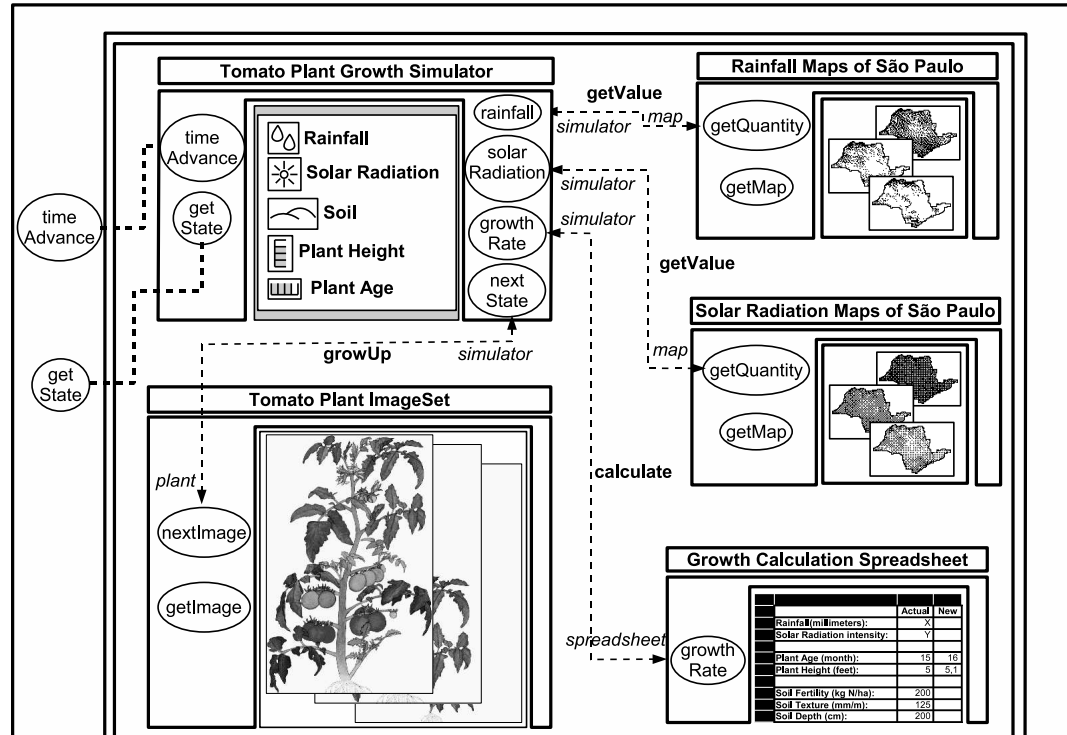 Tomato Plant Growth Simulator
time
Advance
get
State
Rainfall
Solar Radiation
Soil
Plant Height
Plant Age
rainfall
solar
Radiation
growth
Rate
next
State
time
Advance
get
State
getValue
simulator
map
simulator
simulator
getValue
map
growUp
simulator
plant
calculate
spreadsheet
Rainfall Maps of São Paulo
getQuantity
getMap
Solar Radiation Maps of São Paulo
getQuantity
getMap
Tomato Plant ImageSet
nextImage
getImage
Growth Calculation Spreadsheet
growth
Rate
Actual New
Rainfall(millimeters): X
Solar Radiation intensity: Y
Plant Age (month): 15 16
Plant Height (feet): 5 5,1
Soil Fertility (kg N/ha): 200
Soil Texture (mm/m): 125
Soil Depth (cm): 200